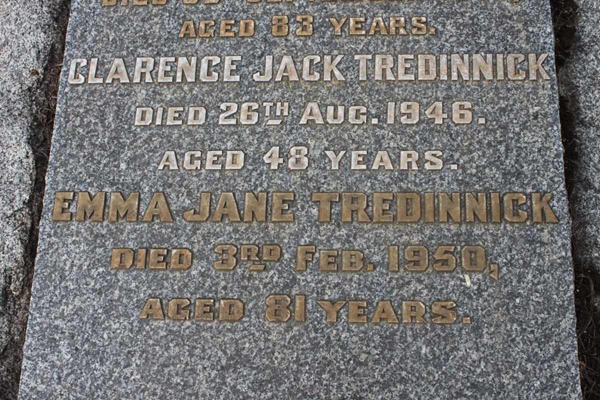 AGED 83 YEARS.
CLARENCE JACK TREDINNICK
DIED 26TH AUG. 1946.
AGED 48 YEARS.
EMMA JANE TREDINNICK
DIED 3RD FEB. 1950,
AGED 81 YEARS.